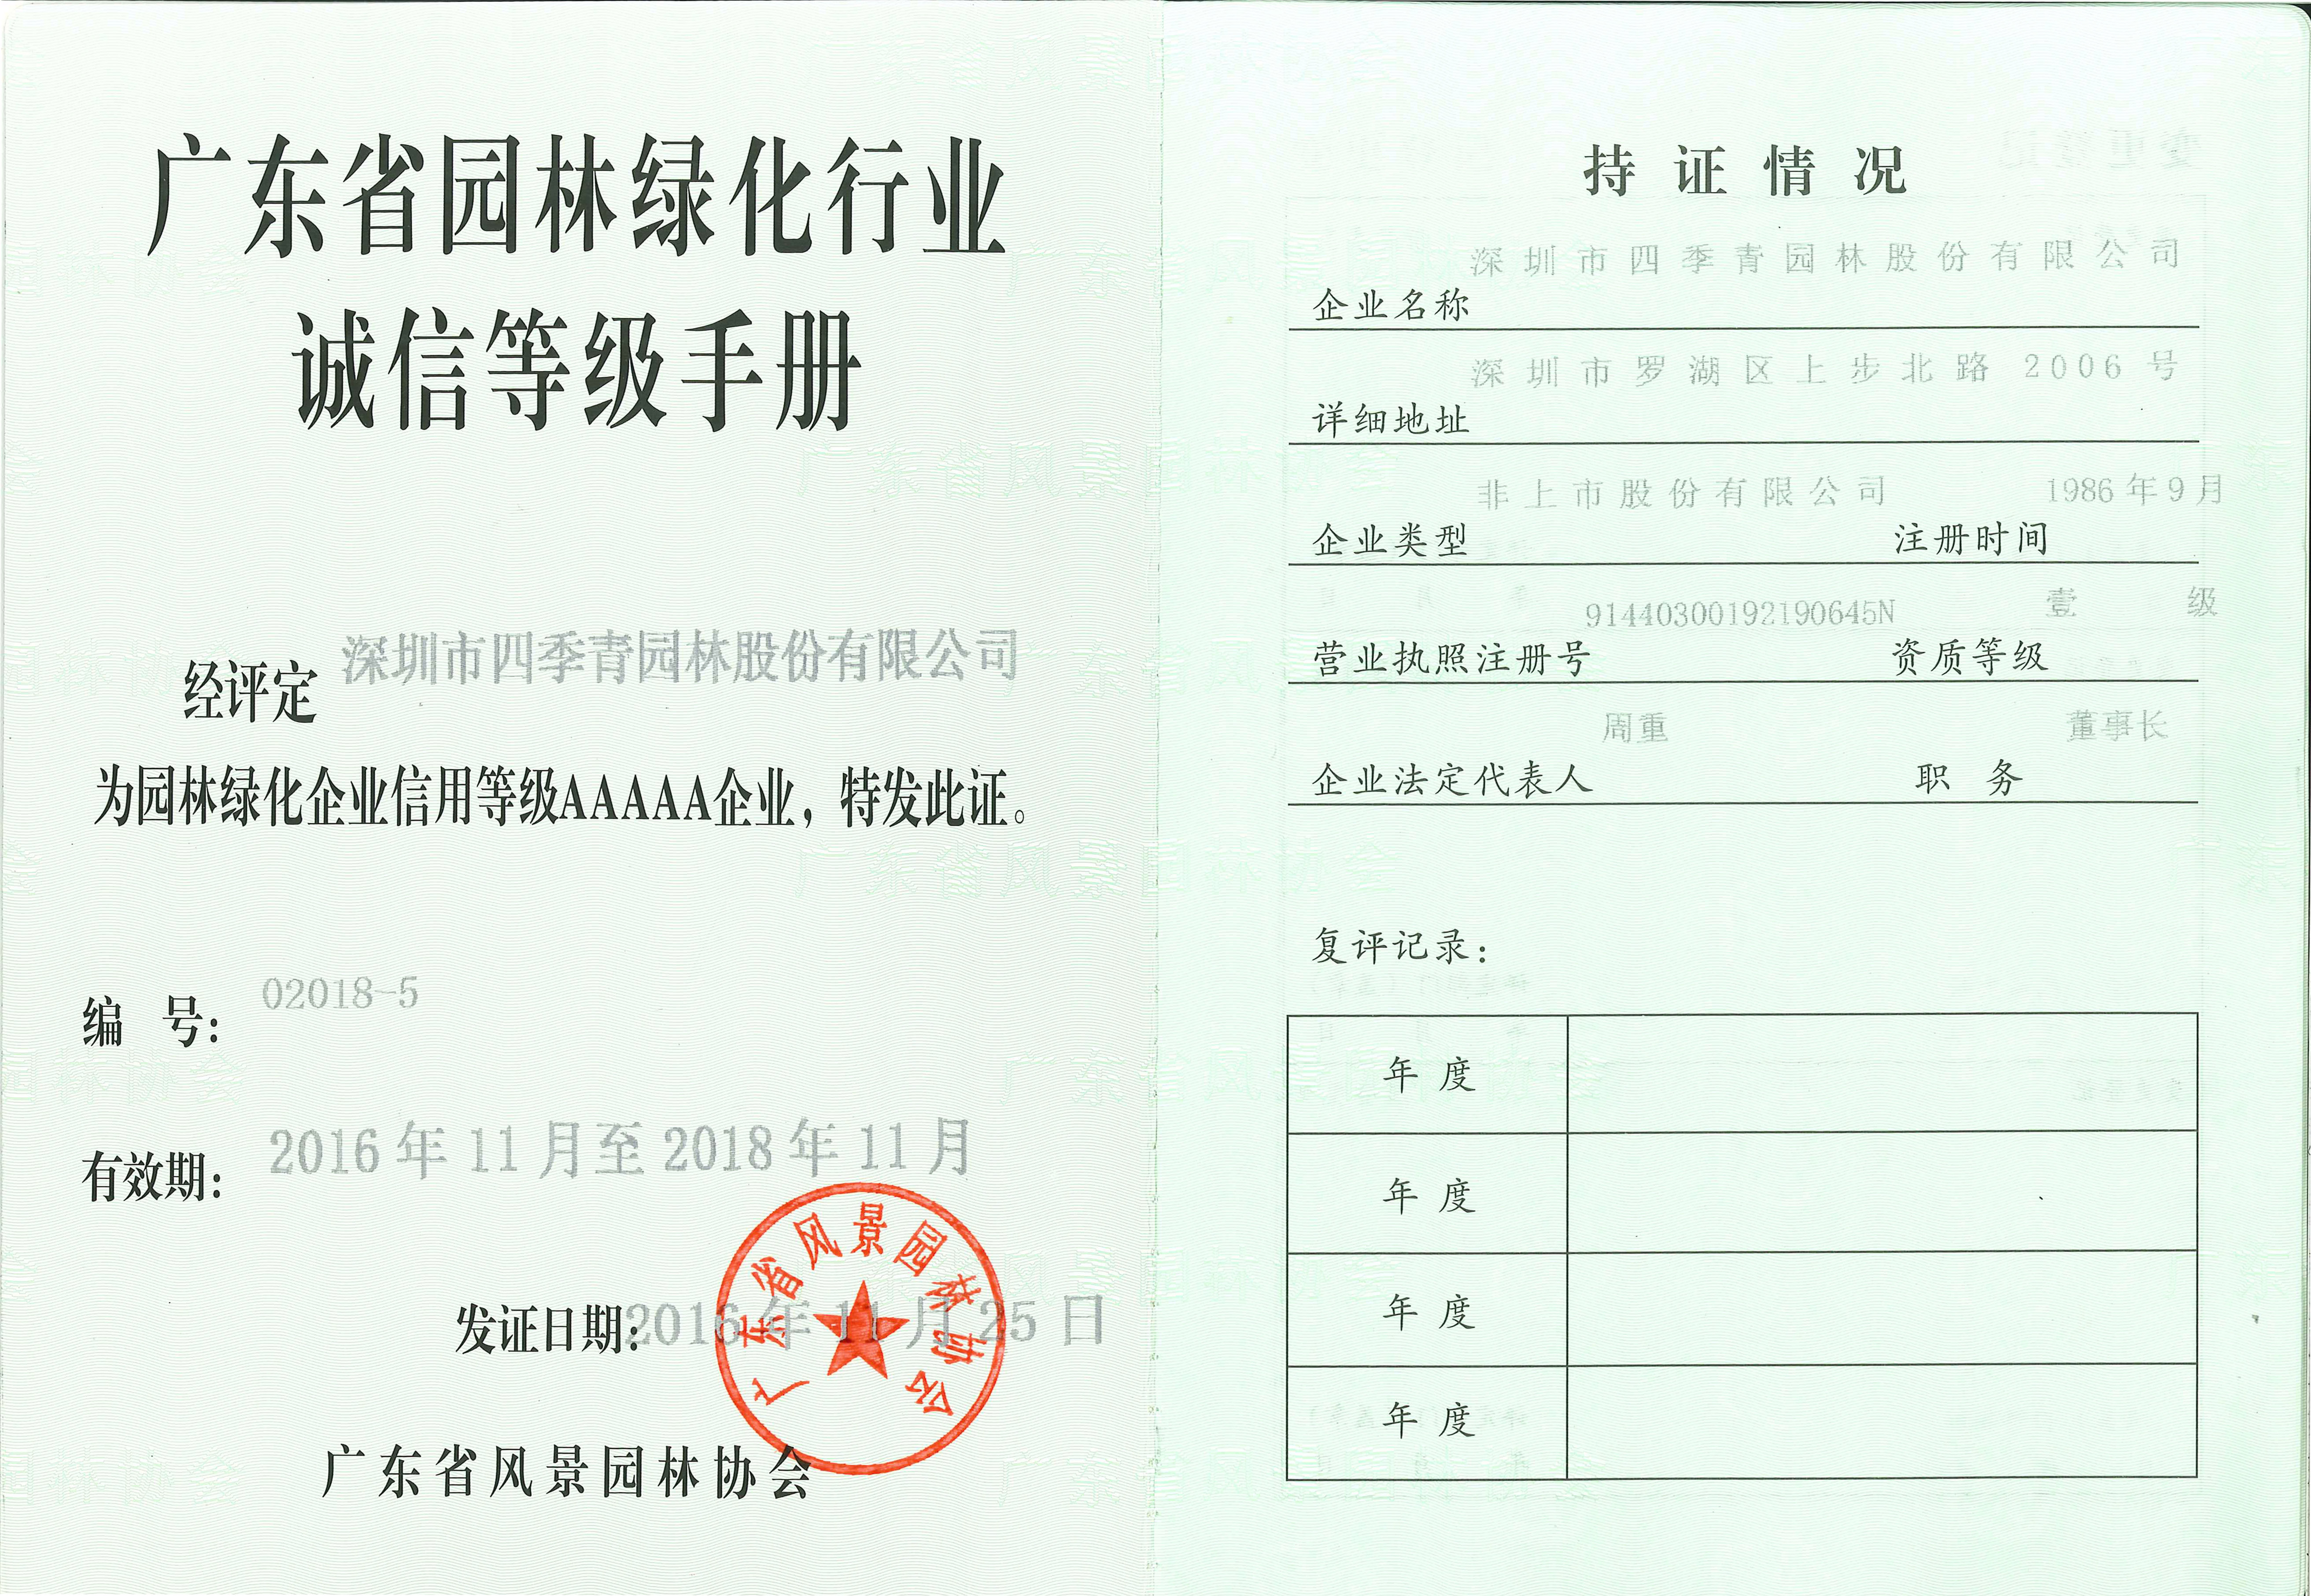 广东省园林绿化行业
诚信等级手册
经评定 深圳市四季青园林股份有限公司
为园林绿化企业信用等级AAAAA企业，特发此证。
编 号: 02018-5
有效期: 2016年11月至2018年11月
发证日期: 2016年11月25日
广东省风景园林协会
广东省风景园林协会
持证情况
企业名称 深圳市四季青园林股份有限公司
详细地址 深圳市罗湖区上步北路2006号
企业类型 非上市股份有限公司 注册时间 1986年9月
营业执照注册号 91440300192190645N 资质等级 壹 级
企业法定代表人 周重 职 务 董事长
复评记录:
年 度
年 度
年 度
年 度